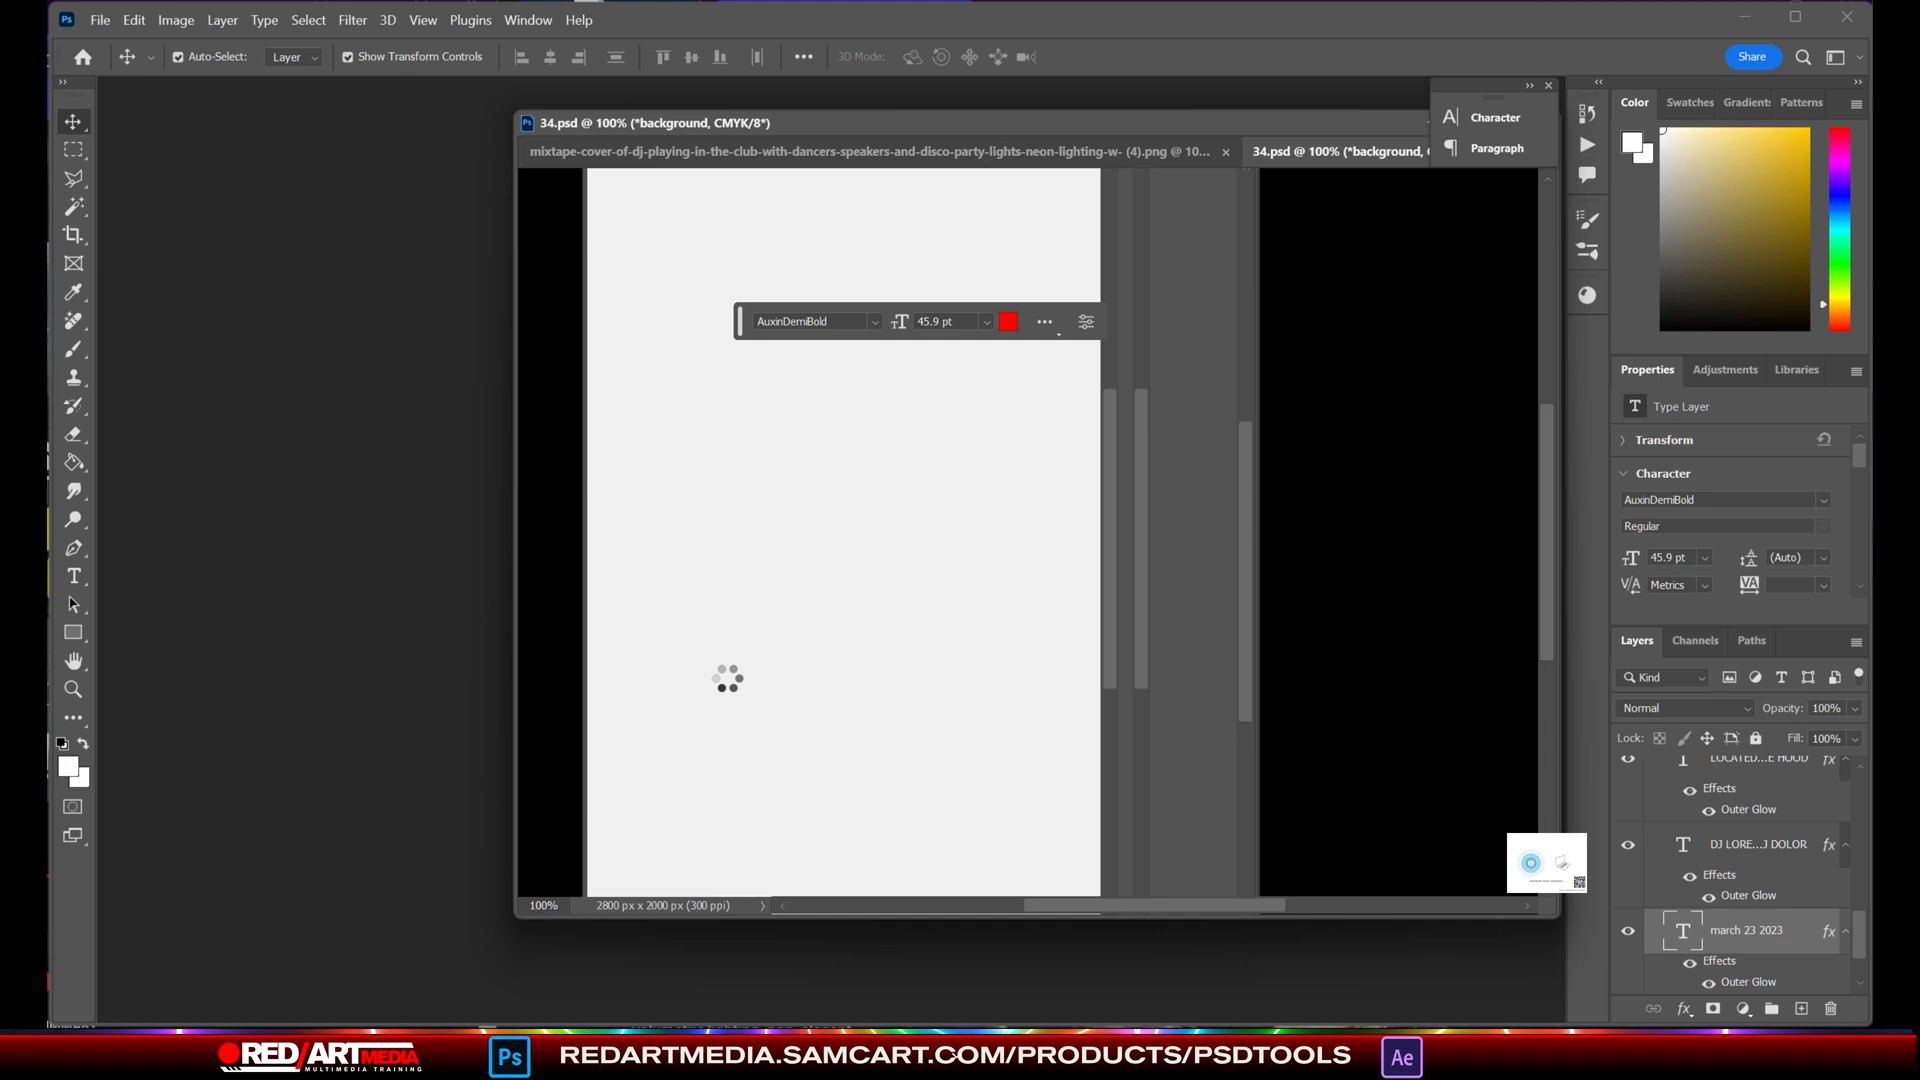 Ps File Edit Image Layer Type Select Filter 3D View Plugins Window Help
Auto-Select: Layer Show Transform Controls 3D Mode: Share
34.psd @ 100% (*background, CMYK/8*)
mixtape-cover-of-dj-playing-in-the-club-with-dancers-speakers-and-disco-party-lights-neon-lighting-w- (4).png @ 10...
34.psd @ 100% (*background,
Character
Paragraph
Color Swatches Gradients Patterns
AuxinDemiBold 45.9 pt
Properties Adjustments Libraries
T Type Layer
Transform
Character
AuxinDemiBold
Regular
45.9 pt (Auto)
Metrics
Layers Channels Paths
Kind
Normal Opacity: 100%
Lock: Fill: 100%
LOCATED...E HOOD fx
Effects
Outer Glow
T DJ LORE...J DOLOR fx
Effects
Outer Glow
T march 23 2023 fx
Effects
Outer Glow
100% 2800 px x 2000 px (300 ppi)
RED/ART MEDIA
MULTIMEDIA TRAINING
Ps
REDARTMEDIA.SAMCART.COM/PRODUCTS/PSDTOOLS
Ae